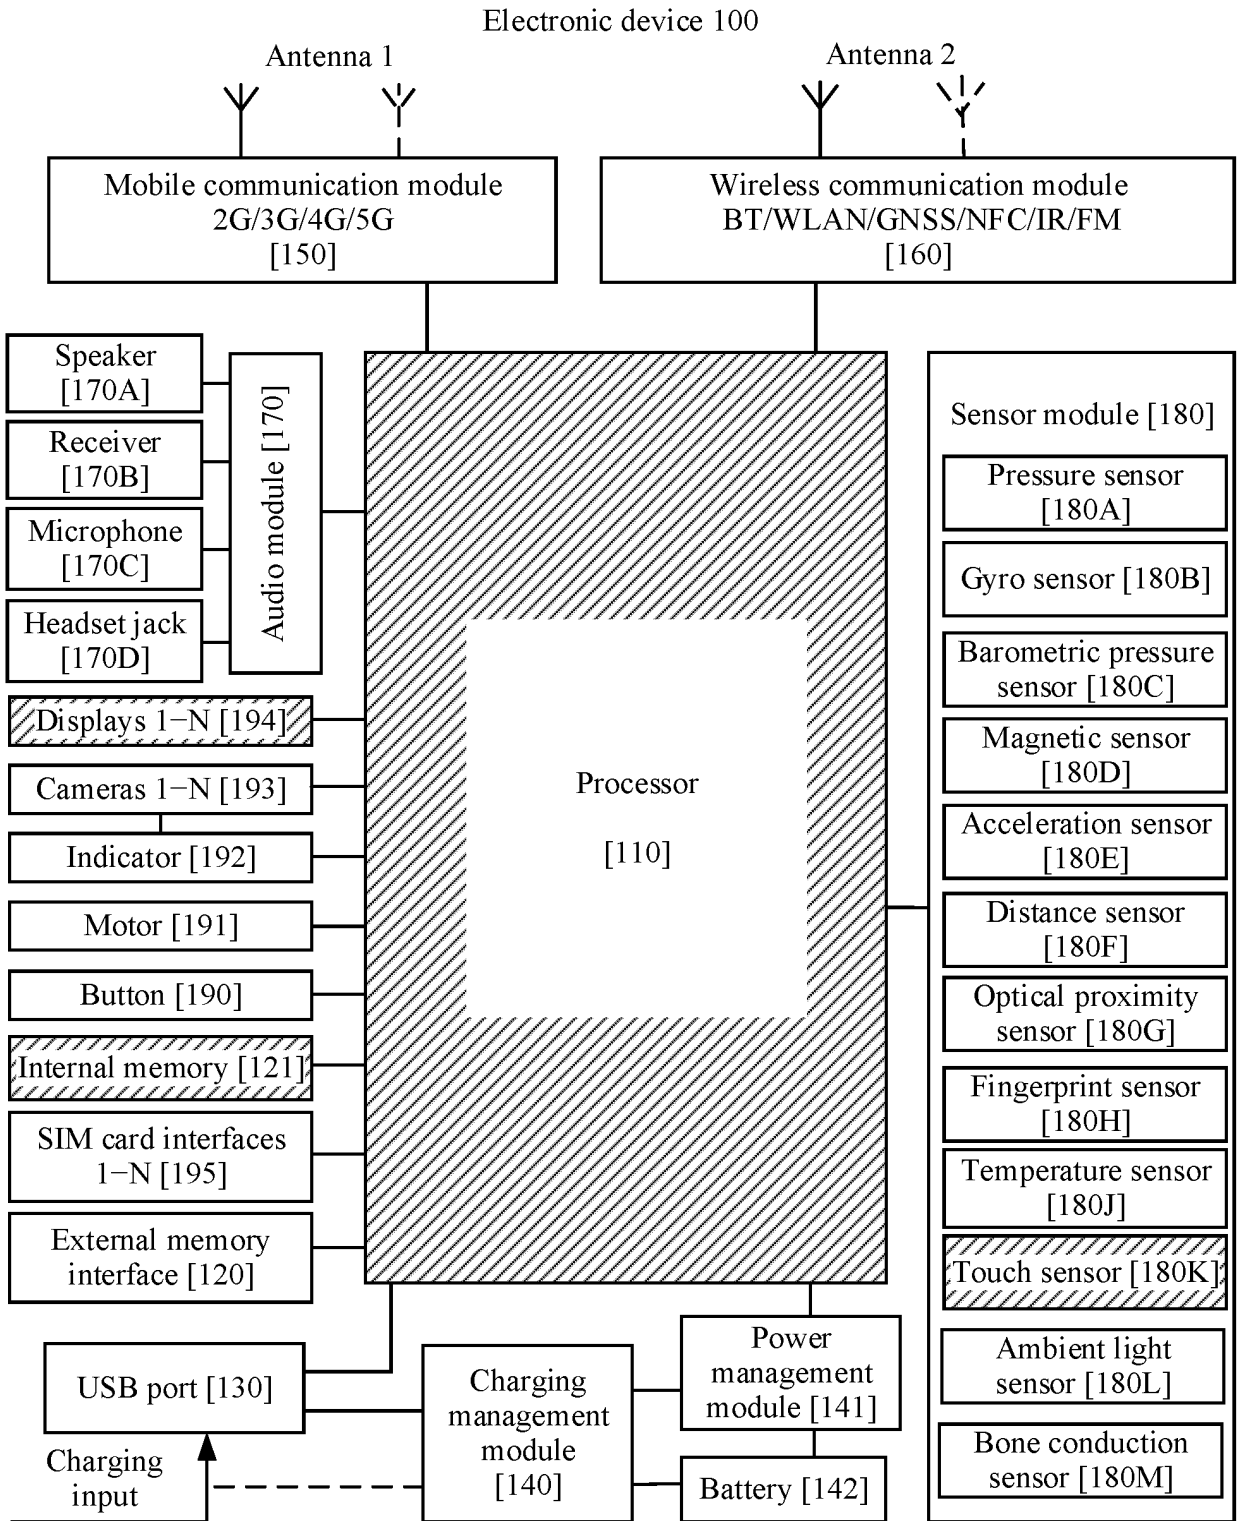 Electronic device 100
Antenna 1
Antenna 2
Mobile communication module
2G/3G/4G/5G
[150]
Wireless communication module
BT/WLAN/GNSS/NFC/IR/FM
[160]
Speaker
[170A]
Receiver
[170B]
Microphone
[170C]
Headset jack
[170D]
Audio module [170]
Displays 1−N [194]
Cameras 1−N [193]
Indicator [192]
Motor [191]
Button [190]
Internal memory [121]
SIM card interfaces
1−N [195]
External memory
interface [120]
Processor
[110]
Sensor module [180]
Pressure sensor
[180A]
Gyro sensor [180B]
Barometric pressure
sensor [180C]
Magnetic sensor
[180D]
Acceleration sensor
[180E]
Distance sensor
[180F]
Optical proximity
sensor [180G]
Fingerprint sensor
[180H]
Temperature sensor
[180J]
Touch sensor [180K]
Ambient light
sensor [180L]
Bone conduction
sensor [180M]
USB port [130]
Charging
input
Charging
management
module
[140]
Power
management
module [141]
Battery [142]